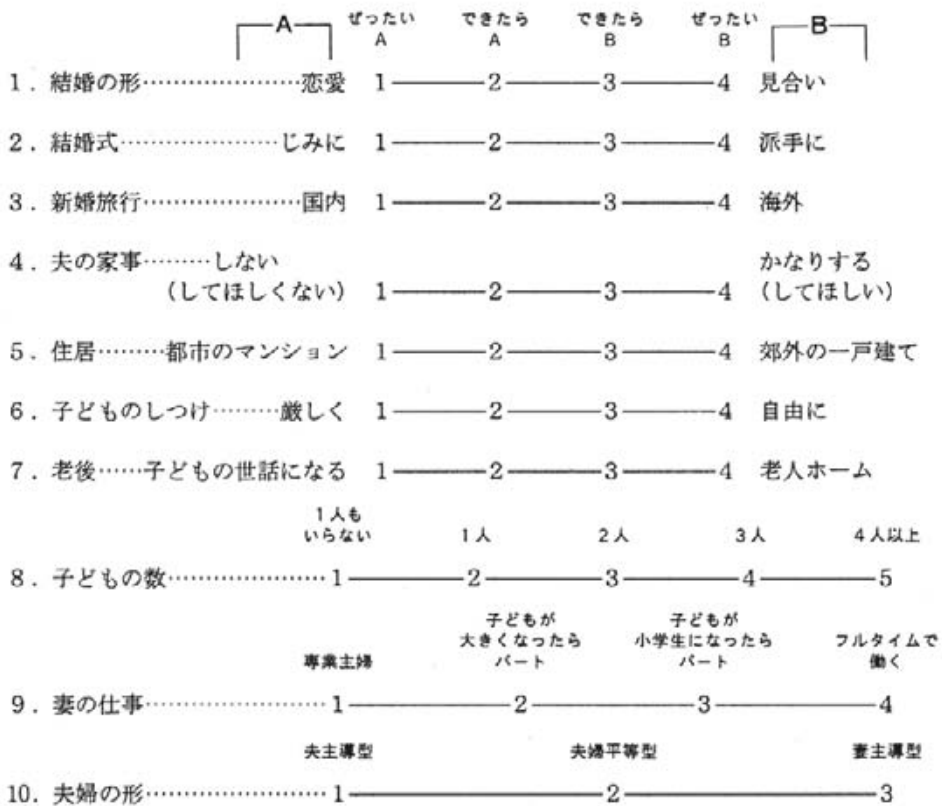 A ぜったい できたら できたら ぜったい B
A A B B
1. 結婚の形…………………恋愛 1 2 3 4 見合い
2. 結婚式…………………じみに 1 2 3 4 派手に
3. 新婚旅行…………………国内 1 2 3 4 海外
4. 夫の家事………しない かなりする
(してほしくない) 1 2 3 4 (してほしい)
5. 住居………都市のマンション 1 2 3 4 郊外の一戸建て
6. 子どものしつけ………厳しく 1 2 3 4 自由に
7. 老後……子どもの世話になる 1 2 3 4 老人ホーム
1人も
いらない 1人 2人 3人 4人以上
8. 子どもの数………………… 1 2 3 4 5
子どもが 子どもが
大きくなったら 小学生になったら フルタイムで
専業主婦 パート パート 働く
9. 妻の仕事………………… 1 2 3 4
夫主導型 夫婦平等型 妻主導型
10. 夫婦の形………………… 1 2 3